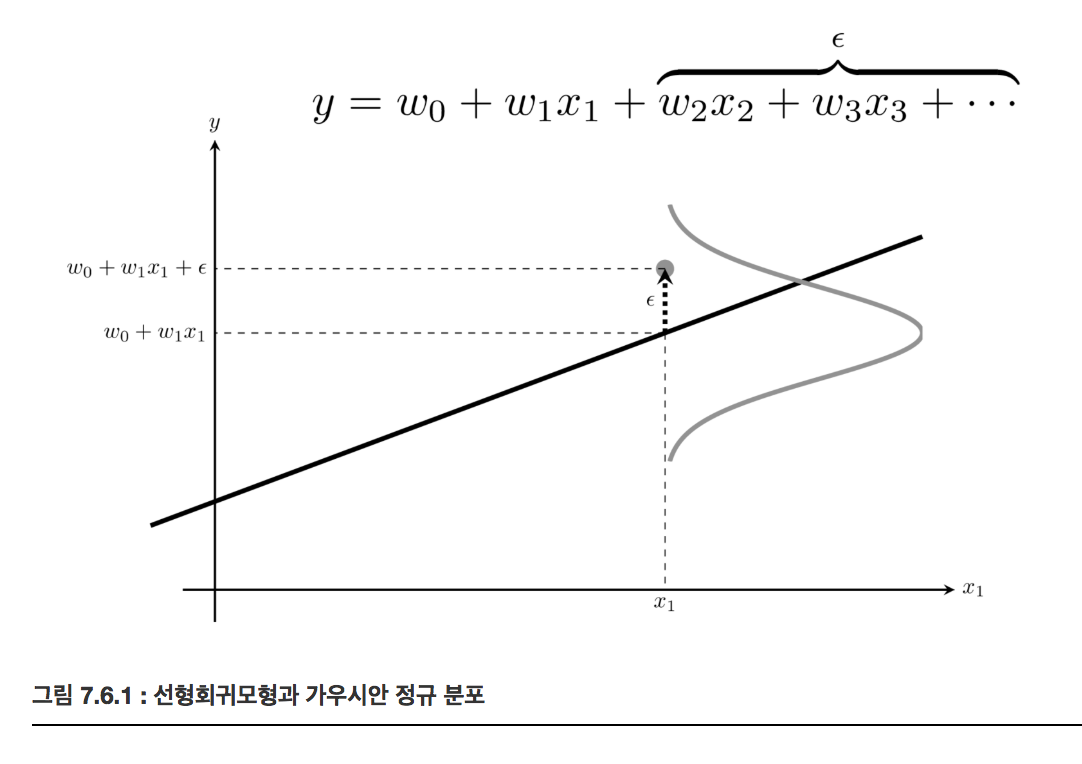 ϵ
y = w₀ + w₁x₁ + w₂x₂ + w₃x₃ + ⋯
y
w₀ + w₁x₁ + ϵ
ϵ
w₀ + w₁x₁
x₁
x₁
그림 7.6.1 : 선형회귀모형과 가우시안 정규 분포